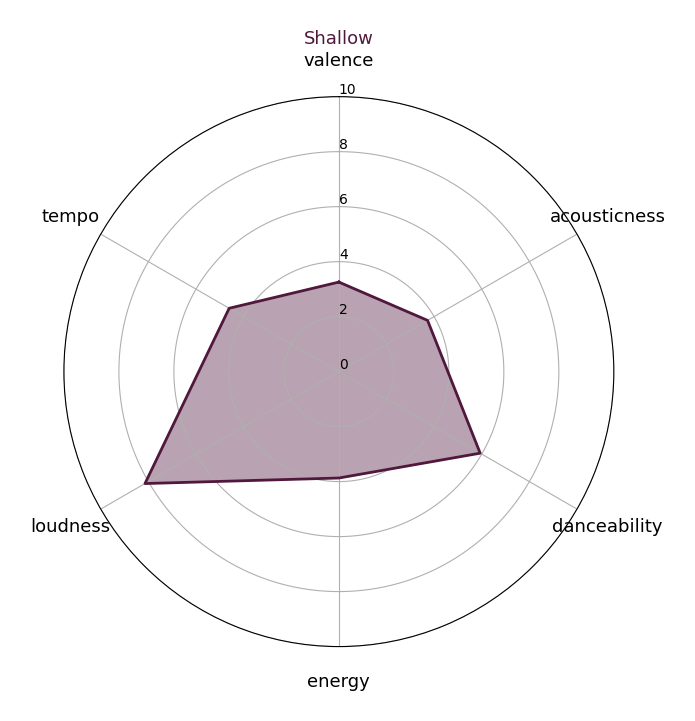 Shallow
valence
10
8
6
4
2
0
tempo
acousticness
loudness
danceability
energy